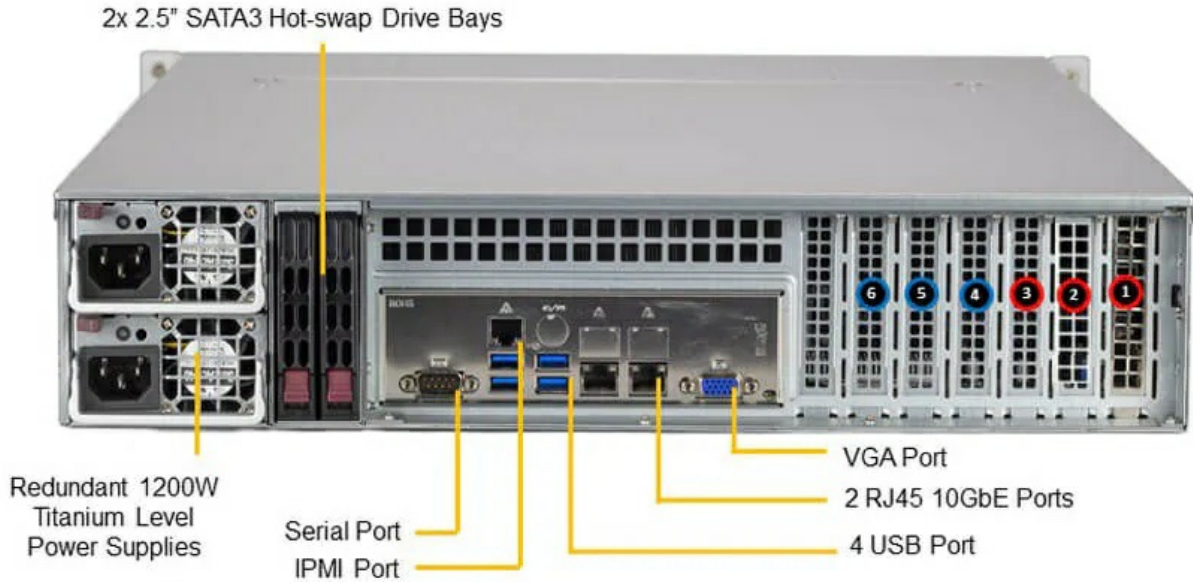 2x 2.5" SATA3 Hot-swap Drive Bays
ROHS
6 5 4 3 2 1
VGA Port
2 RJ45 10GbE Ports
4 USB Port
Redundant 1200W
Titanium Level
Power Supplies
Serial Port
IPMI Port